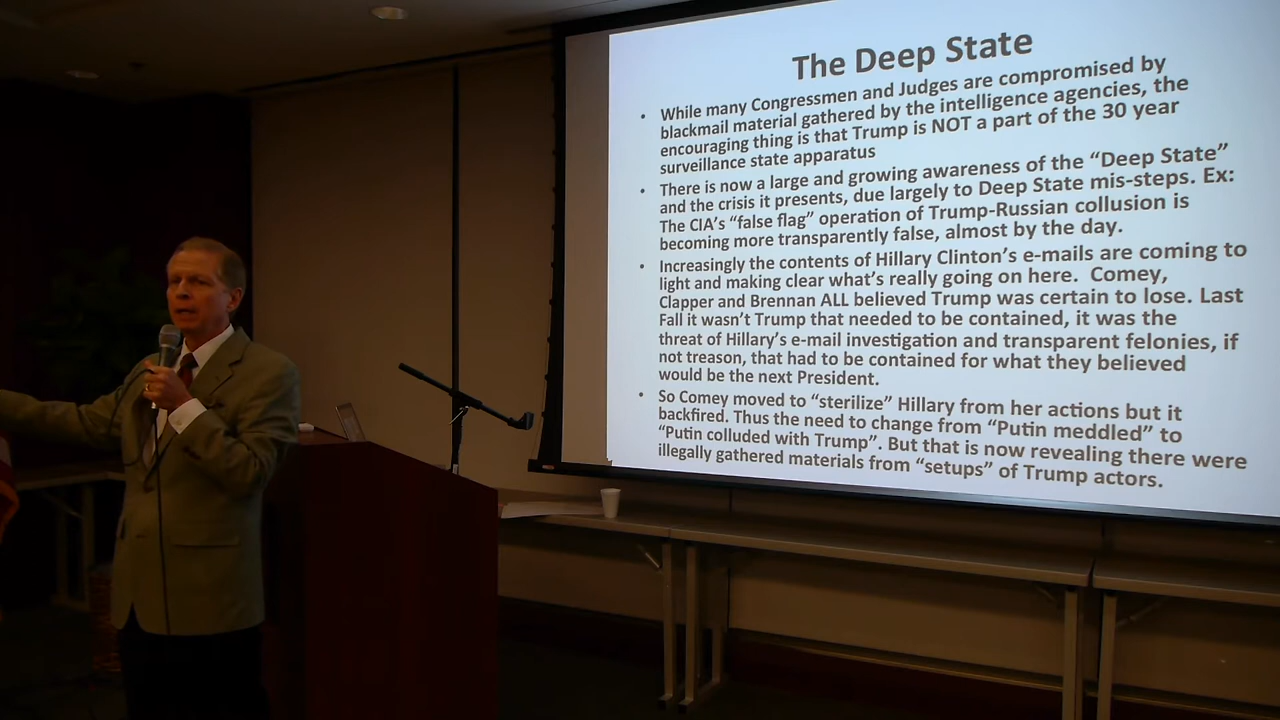 The Deep State
• While many Congressmen and Judges are compromised by
blackmail material gathered by the intelligence agencies, the
encouraging thing is that Trump is NOT a part of the 30 year
surveillance state apparatus
• There is now a large and growing awareness of the “Deep State”
and the crisis it presents, due largely to Deep State mis-steps. Ex:
The CIA’s “false flag” operation of Trump-Russian collusion is
becoming more transparently false, almost by the day.
• Increasingly the contents of Hillary Clinton’s e-mails are coming to
light and making clear what’s really going on here. Comey,
Clapper and Brennan ALL believed Trump was certain to lose. Last
Fall it wasn’t Trump that needed to be contained, it was the
threat of Hillary’s e-mail investigation and transparent felonies, if
not treason, that had to be contained for what they believed
would be the next President.
• So Comey moved to “sterilize” Hillary from her actions but it
backfired. Thus the need to change from “Putin meddled” to
“Putin colluded with Trump”. But that is now revealing there were
illegally gathered materials from “setups” of Trump actors.